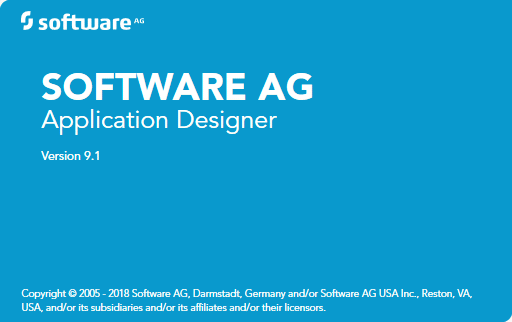 software AG
SOFTWARE AG
Application Designer
Version 9.1
Copyright © 2005 - 2018 Software AG, Darmstadt, Germany and/or Software AG USA Inc., Reston, VA,
USA, and/or its subsidiaries and/or its affiliates and/or their licensors.